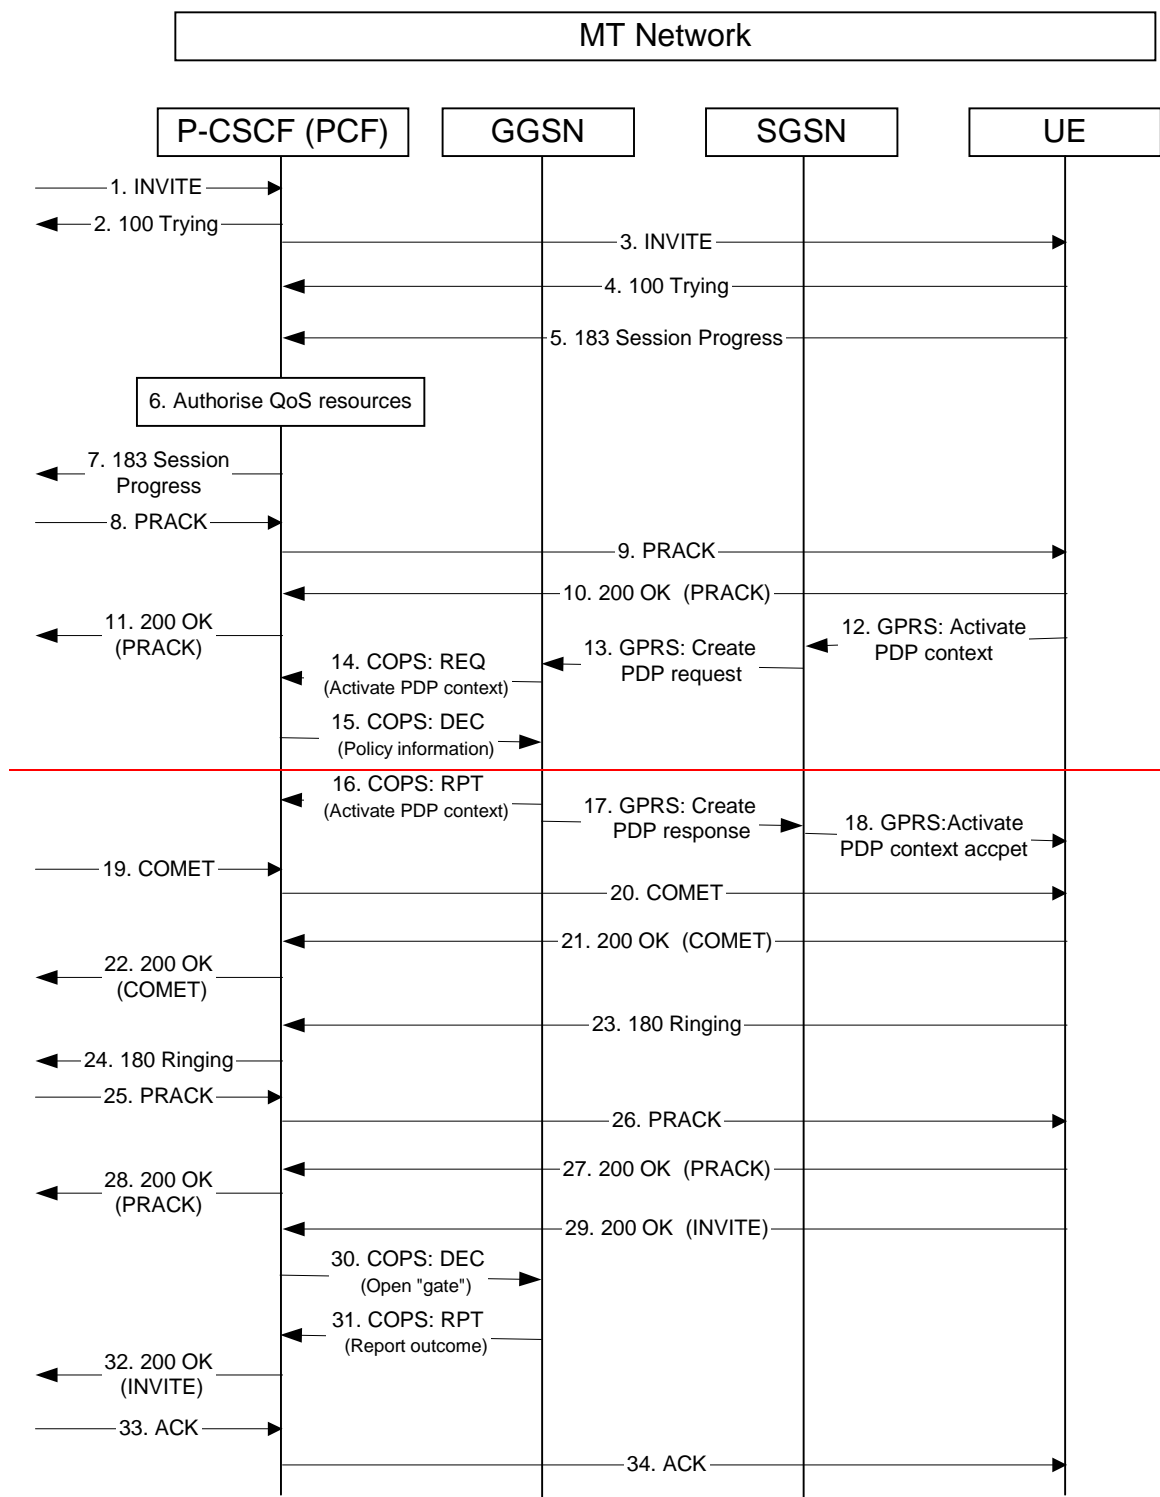 MT Network
P-CSCF (PCF)
GGSN
SGSN
UE
1. INVITE
2. 100 Trying
3. INVITE
4. 100 Trying
5. 183 Session Progress
6. Authorise QoS resources
7. 183 Session
Progress
8. PRACK
9. PRACK
10. 200 OK (PRACK)
11. 200 OK
(PRACK)
12. GPRS: Activate
PDP context
13. GPRS: Create
PDP request
14. COPS: REQ
(Activate PDP context)
15. COPS: DEC
(Policy information)
16. COPS: RPT
(Activate PDP context)
17. GPRS: Create
PDP response
18. GPRS:Activate
PDP context accpet
19. COMET
20. COMET
21. 200 OK (COMET)
22. 200 OK
(COMET)
23. 180 Ringing
24. 180 Ringing
25. PRACK
26. PRACK
27. 200 OK (PRACK)
28. 200 OK
(PRACK)
29. 200 OK (INVITE)
30. COPS: DEC
(Open "gate")
31. COPS: RPT
(Report outcome)
32. 200 OK
(INVITE)
33. ACK
34. ACK